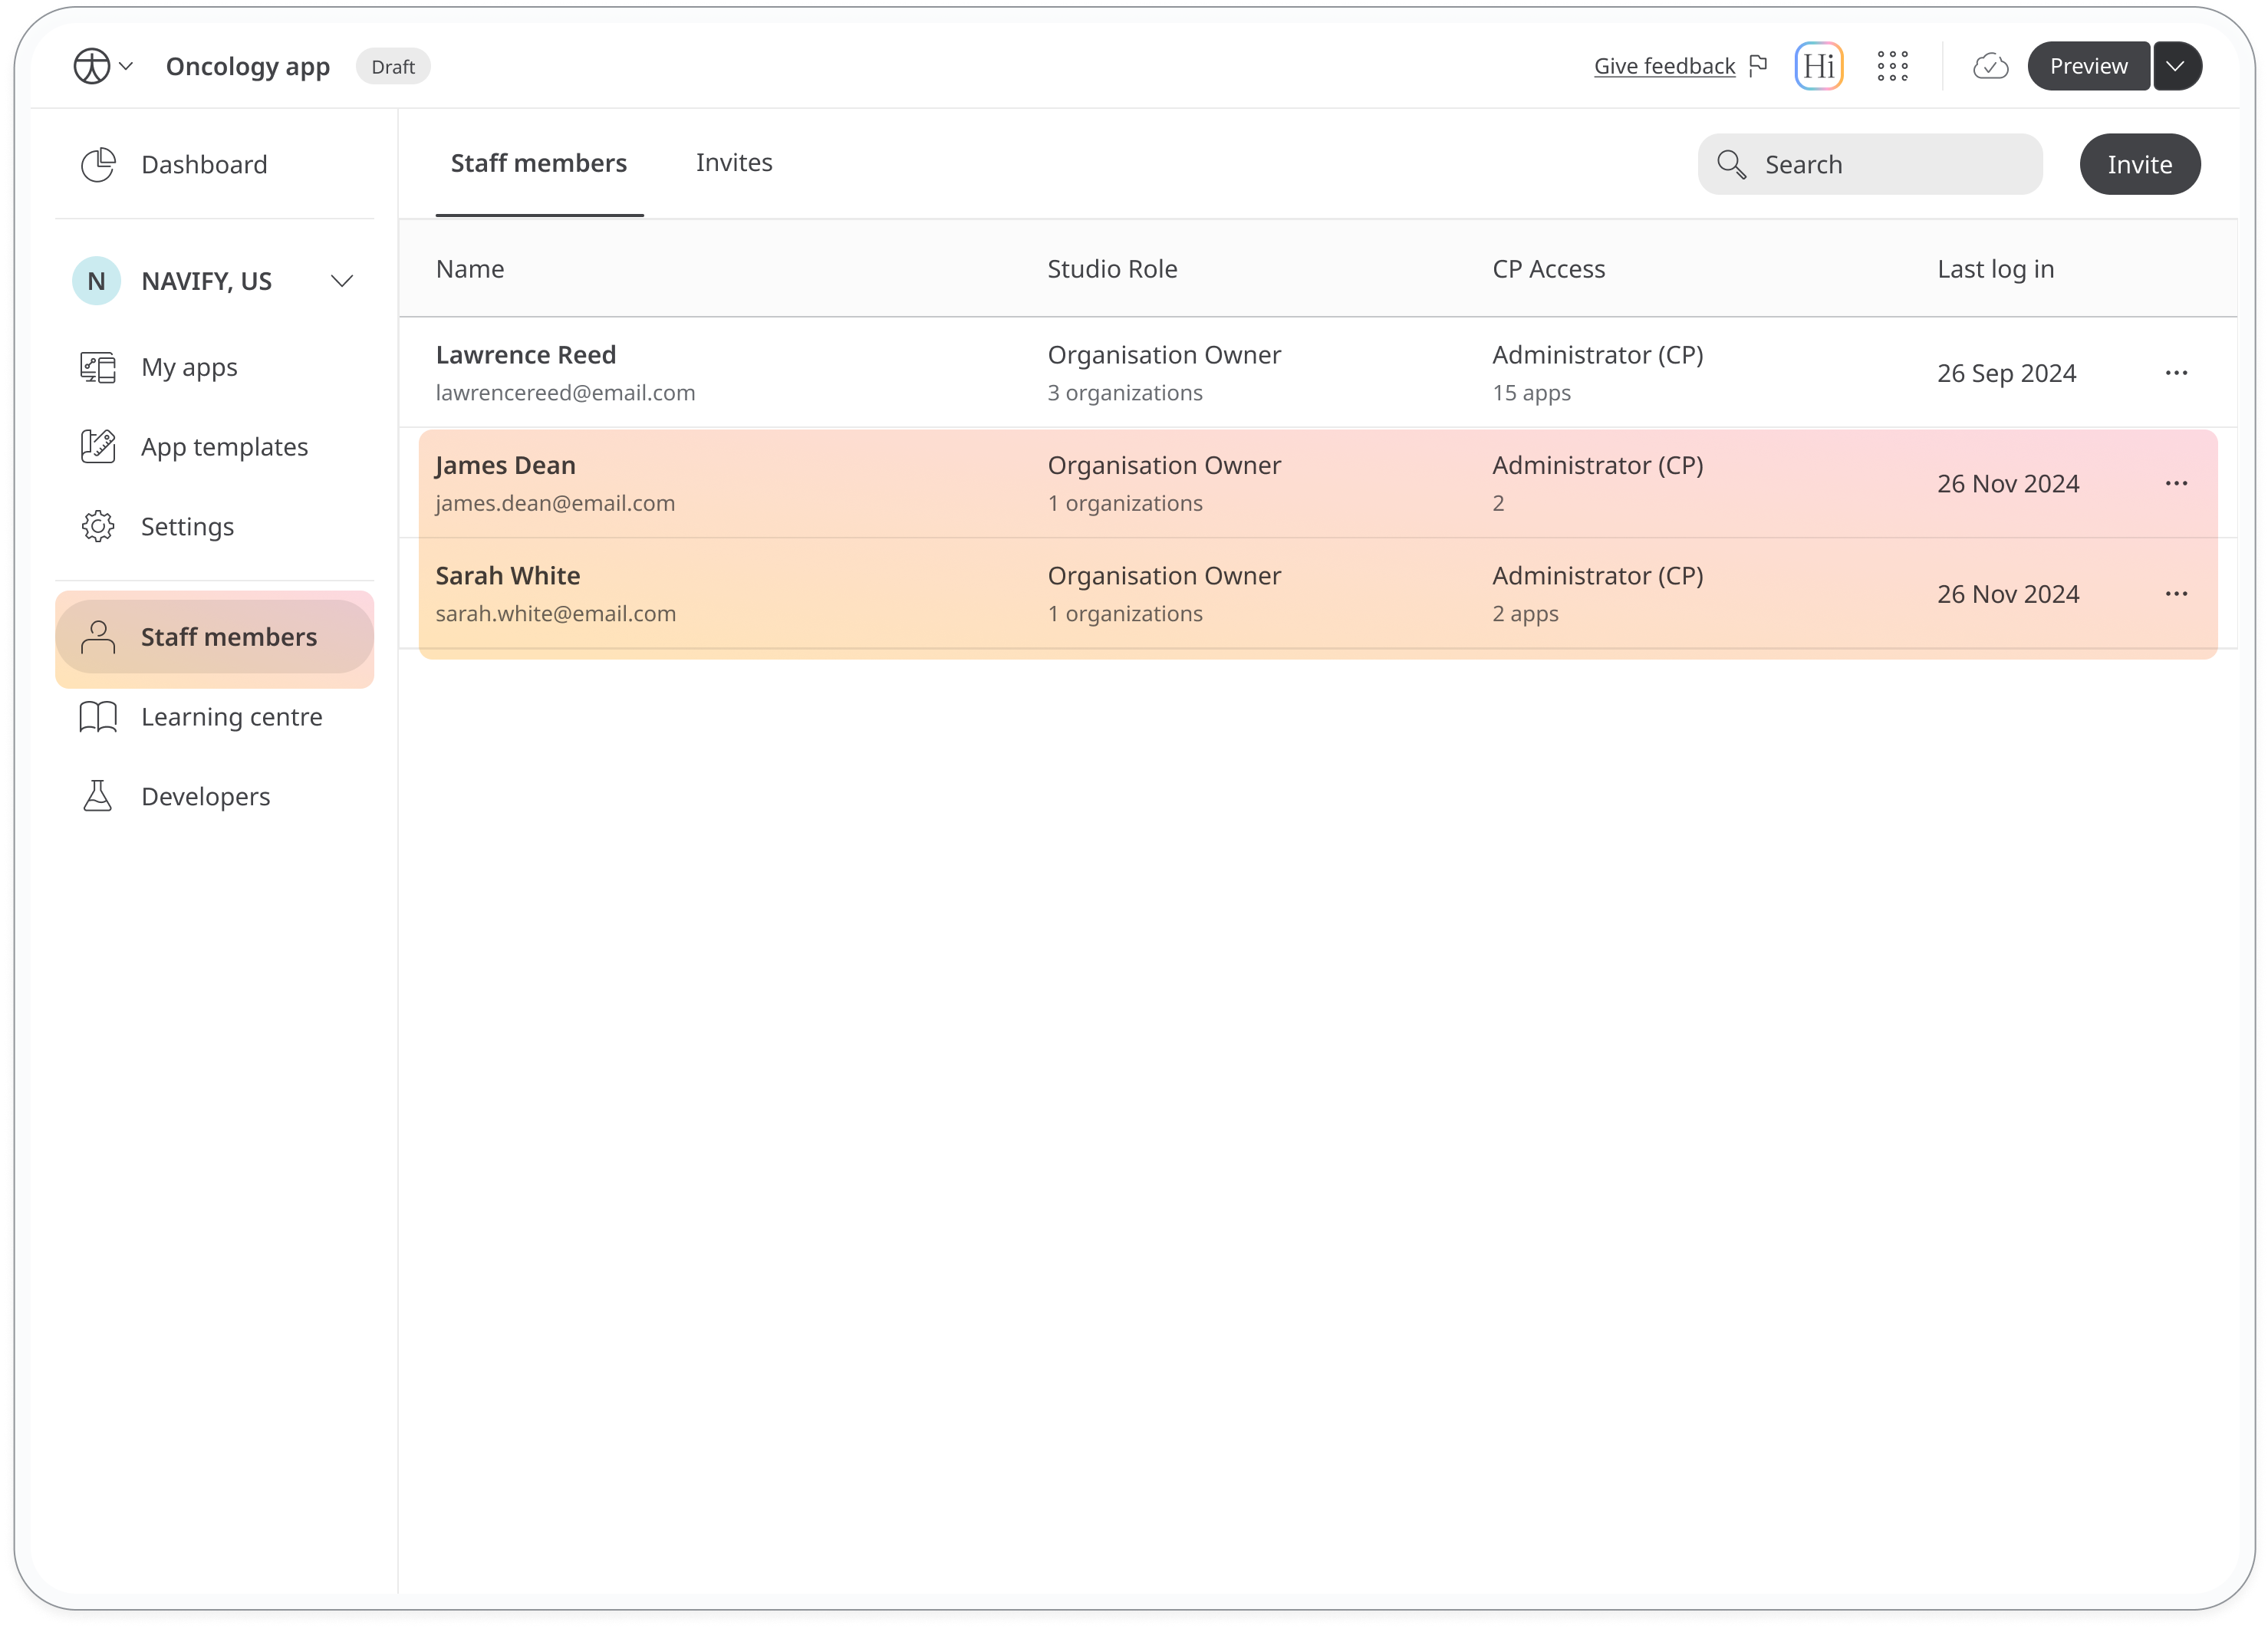 Oncology app
Draft
Give feedback
Hi
Preview
Dashboard
N
NAVIFY, US
My apps
App templates
Settings
Staff members
Learning centre
Developers
Staff members
Invites
Search
Invite
Name
Studio Role
CP Access
Last log in
Lawrence Reed
lawrencereed@email.com
Organisation Owner
3 organizations
Administrator (CP)
15 apps
26 Sep 2024
James Dean
james.dean@email.com
Organisation Owner
1 organizations
Administrator (CP)
2
26 Nov 2024
Sarah White
sarah.white@email.com
Organisation Owner
1 organizations
Administrator (CP)
2 apps
26 Nov 2024